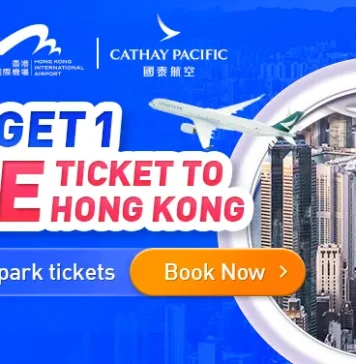 香港
國際機場
HONG KONG
INTERNATIONAL
AIRPORT
CATHAY PACIFIC
國泰航空
GET 1
E TICKET TO
HONG KONG
park tickets
Book Now